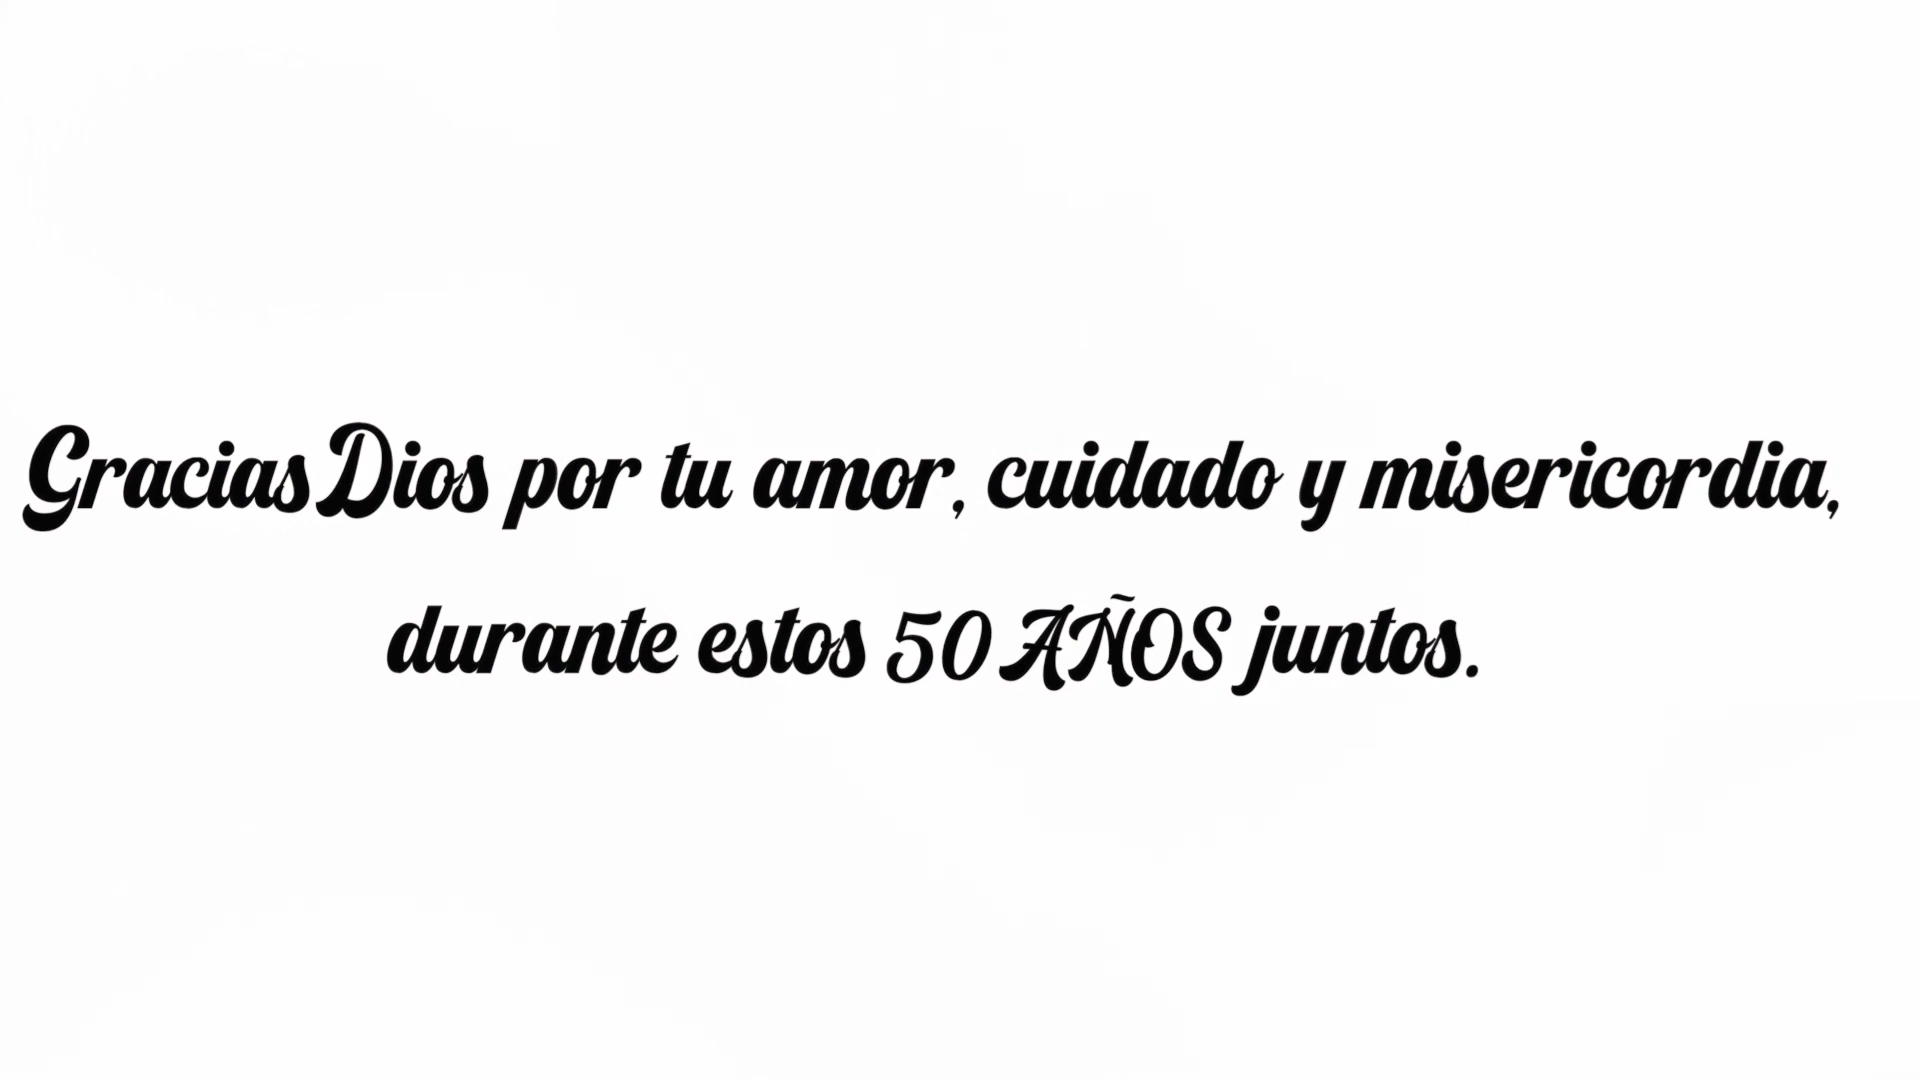 Gracias Dios por tu amor, cuidado y misericordia,
durante estos 50 AÑOS juntos.